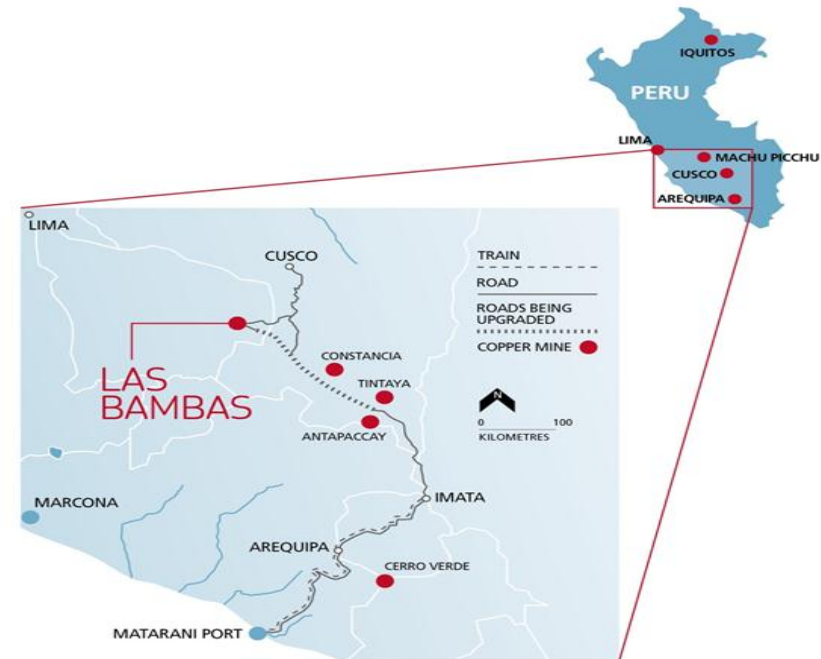 IQUITOS
PERU
LIMA
MACHU PICCHU
CUSCO
AREQUIPA
LIMA
CUSCO
TRAIN
ROAD
ROADS BEING
UPGRADED
COPPER MINE
CONSTANCIA
TINTAYA
LAS
BAMBAS
N
0 100
KILOMETRES
ANTAPACCAY
MARCONA
IMATA
AREQUIPA
CERRO VERDE
MATARANI PORT